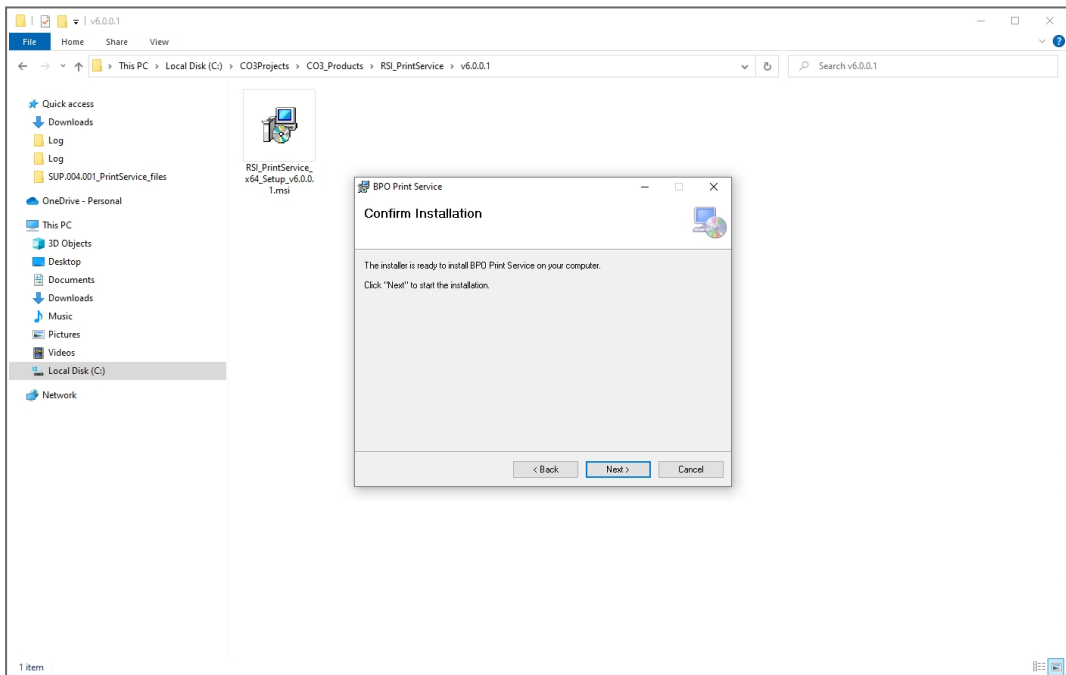 v6.0.0.1
File Home Share View
This PC > Local Disk (C:) > CO3Projects > CO3_Products > RSI_PrintService > v6.0.0.1
Search v6.0.0.1
Quick access
Downloads
Log
Log
SUP.004.001_PrintService_files
OneDrive - Personal
This PC
3D Objects
Desktop
Documents
Downloads
Music
Pictures
Videos
Local Disk (C:)
Network
RSI_PrintService_
x64_Setup_v6.0.0.
1.msi
BPO Print Service
Confirm Installation
The installer is ready to install BPO Print Service on your computer.
Click "Next" to start the installation.
< Back Next > Cancel
1 item